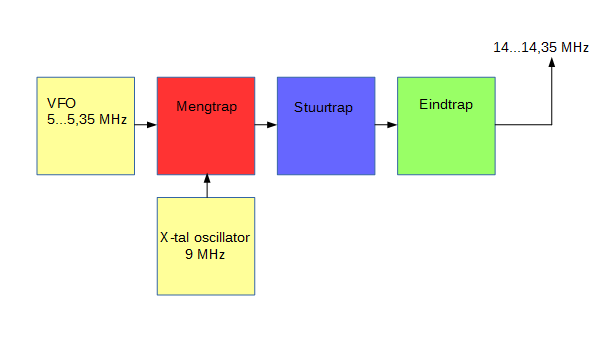 14...14,35 MHz
VFO
5...5,35 MHz
Mengtrap
Stuurtrap
Eindtrap
X-tal oscillator
9 MHz